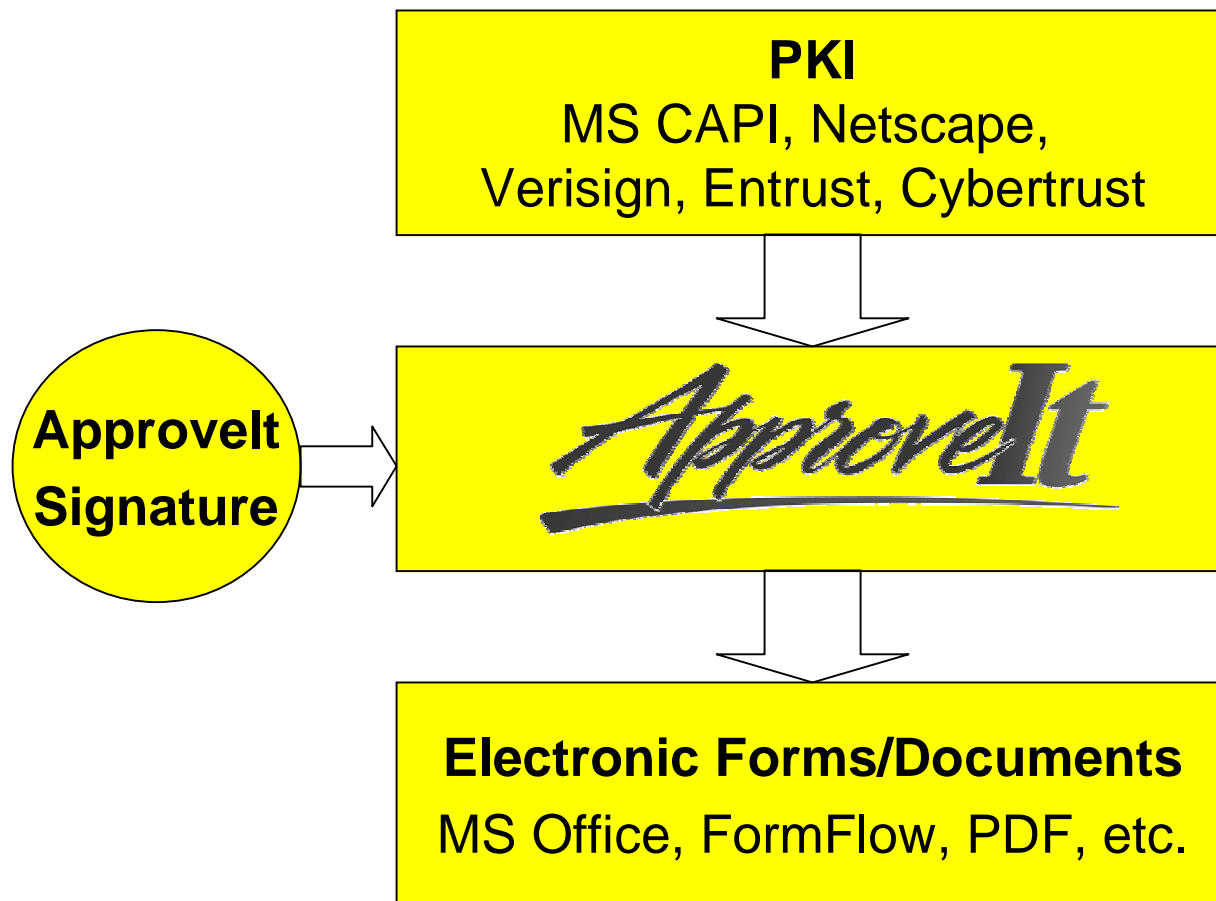 PKI
MS CAPI, Netscape,
Verisign, Entrust, Cybertrust
ApproveIt
Signature
ApproveIt
Electronic Forms/Documents
MS Office, FormFlow, PDF, etc.